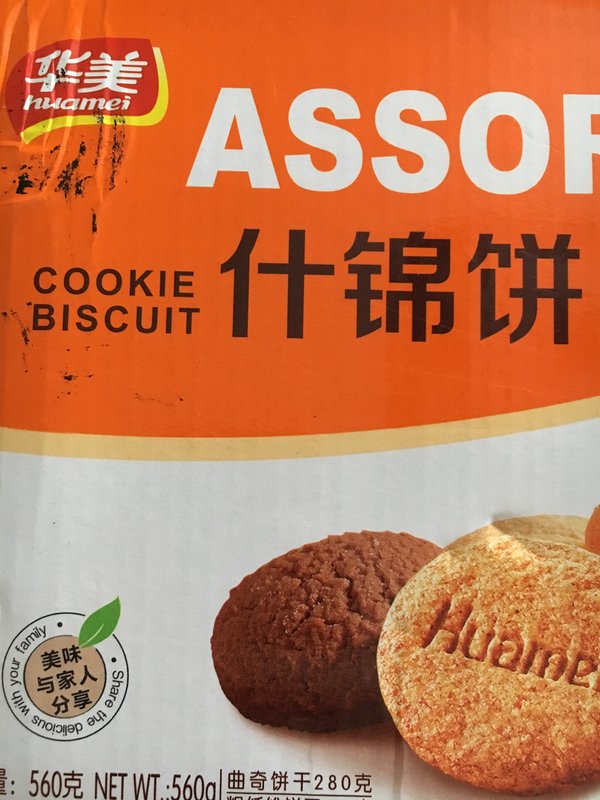 华美
huamei
ASSOR
COOKIE
BISCUIT
什锦饼
Huamei
Share the delicious with your family
美味
与家人
分享
量: 560克 NET WT.:560g
曲奇饼干280克